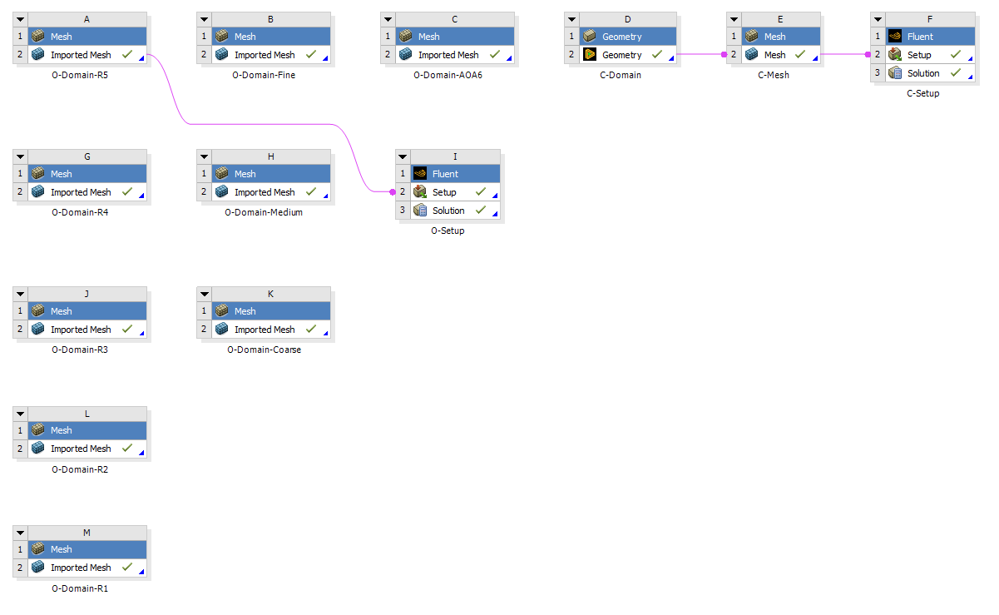 A
1 Mesh
2 Imported Mesh
O-Domain-R5
B
1 Mesh
2 Imported Mesh
O-Domain-Fine
C
1 Mesh
2 Imported Mesh
O-Domain-AOA6
D
1 Geometry
2 Geometry
C-Domain
E
1 Mesh
2 Mesh
C-Mesh
F
1 Fluent
2 Setup
3 Solution
C-Setup
G
1 Mesh
2 Imported Mesh
O-Domain-R4
H
1 Mesh
2 Imported Mesh
O-Domain-Medium
I
1 Fluent
2 Setup
3 Solution
O-Setup
J
1 Mesh
2 Imported Mesh
O-Domain-R3
K
1 Mesh
2 Imported Mesh
O-Domain-Coarse
L
1 Mesh
2 Imported Mesh
O-Domain-R2
M
1 Mesh
2 Imported Mesh
O-Domain-R1